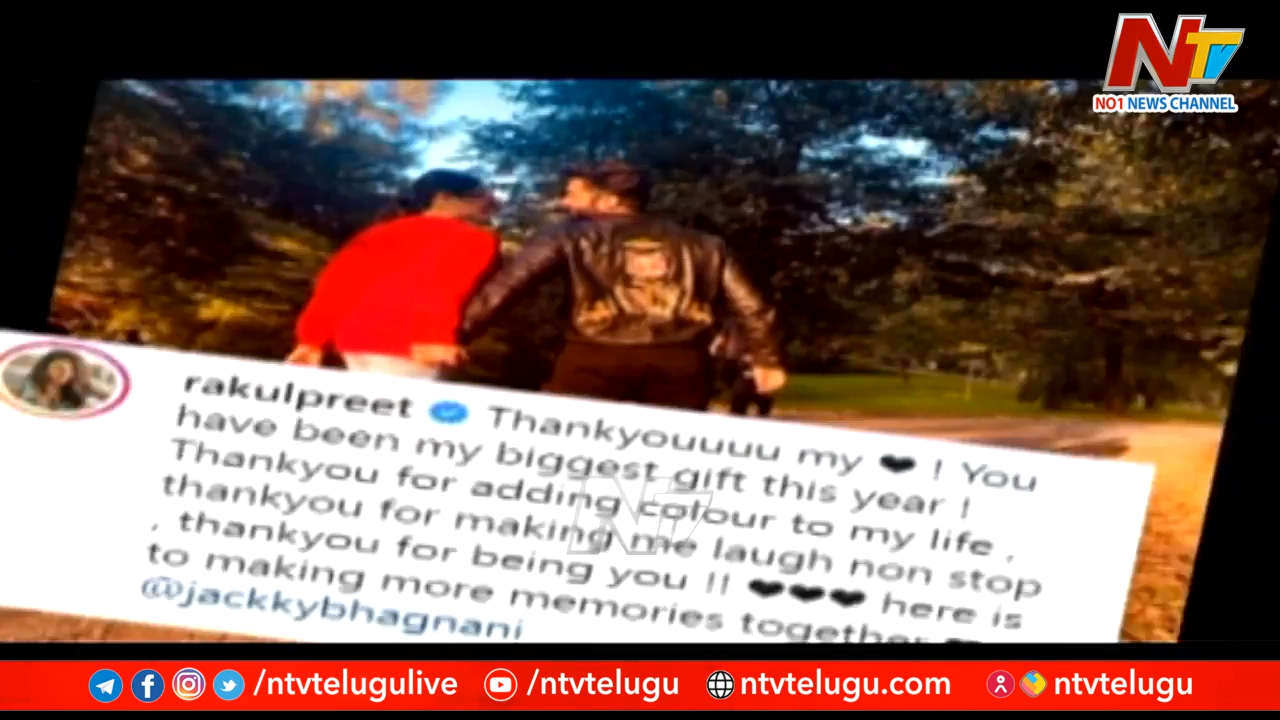 NTV
NO1 NEWS CHANNEL
rakulpreet Thankyouuuu my ❤ ! You
have been my biggest gift this year !
Thankyou for adding colour to my life ,
thankyou for making me laugh non stop
, thankyou for being you !! ❤❤❤ here is
to making more memories together
@jackkybhagnani
NTV
/ntvtelugulive
/ntvtelugu
ntvtelugu.com
ntvtelugu